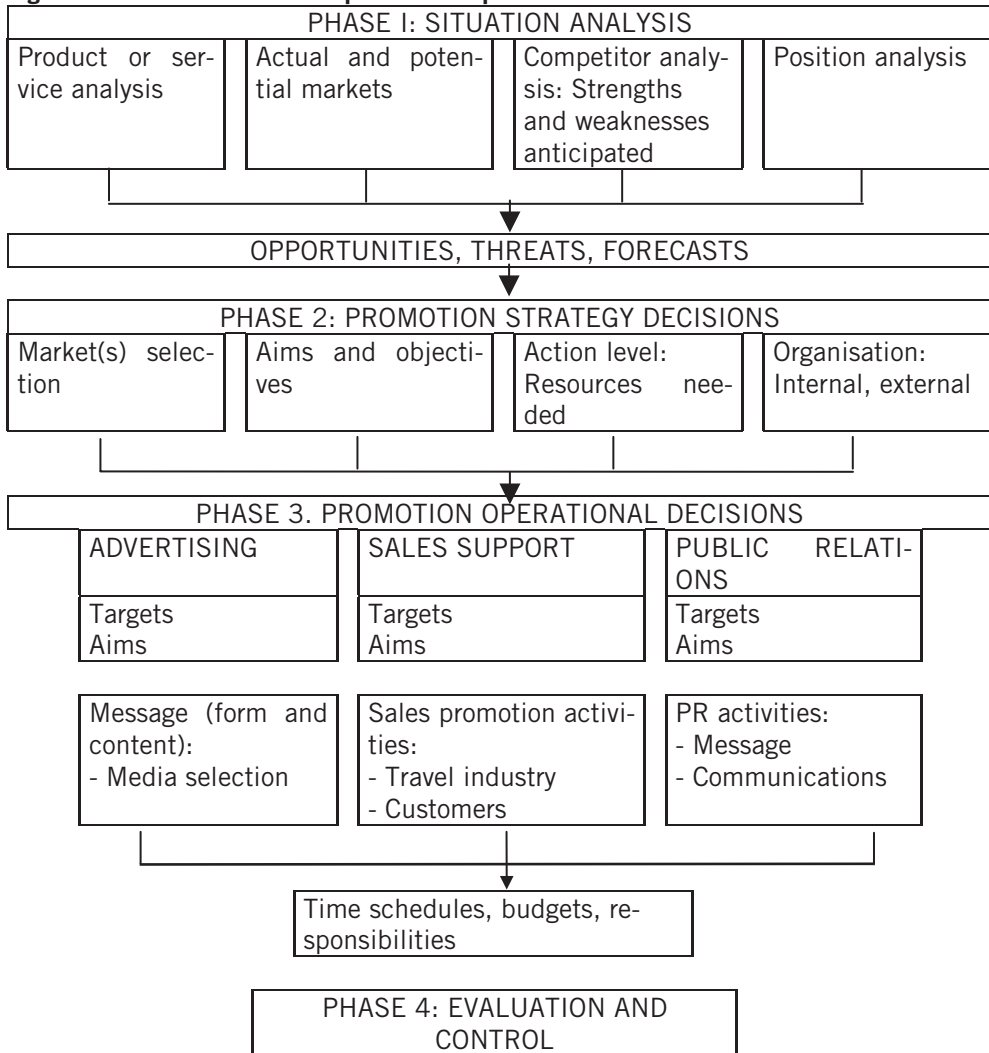 PHASE I: SITUATION ANALYSIS
Product or ser-
vice analysis
Actual and poten-
tial markets
Competitor analy-
sis: Strengths
and weaknesses
anticipated
Position analysis
OPPORTUNITIES, THREATS, FORECASTS
PHASE 2: PROMOTION STRATEGY DECISIONS
Market(s) selec-
tion
Aims and objecti-
ves
Action level:
Resources nee-
ded
Organisation:
Internal, external
PHASE 3. PROMOTION OPERATIONAL DECISIONS
ADVERTISING
Targets
Aims
SALES SUPPORT
Targets
Aims
PUBLIC RELATI-
ONS
Targets
Aims
Message (form and
content):
- Media selection
Sales promotion activi-
ties:
- Travel industry
- Customers
PR activities:
- Message
- Communications
Time schedules, budgets, re-
sponsibilities
PHASE 4: EVALUATION AND
CONTROL